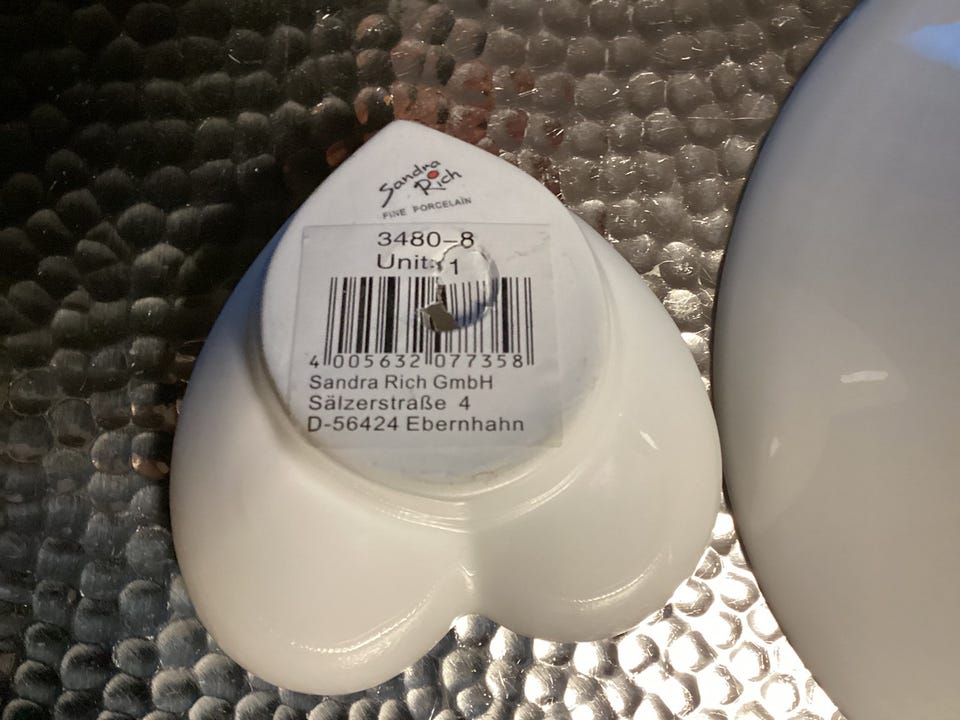 Sandra
Rich
FINE PORCELAIN
3480-8
Unit: 1
4 005632 077358
Sandra Rich GmbH
Sälzerstraße 4
D-56424 Ebernhahn